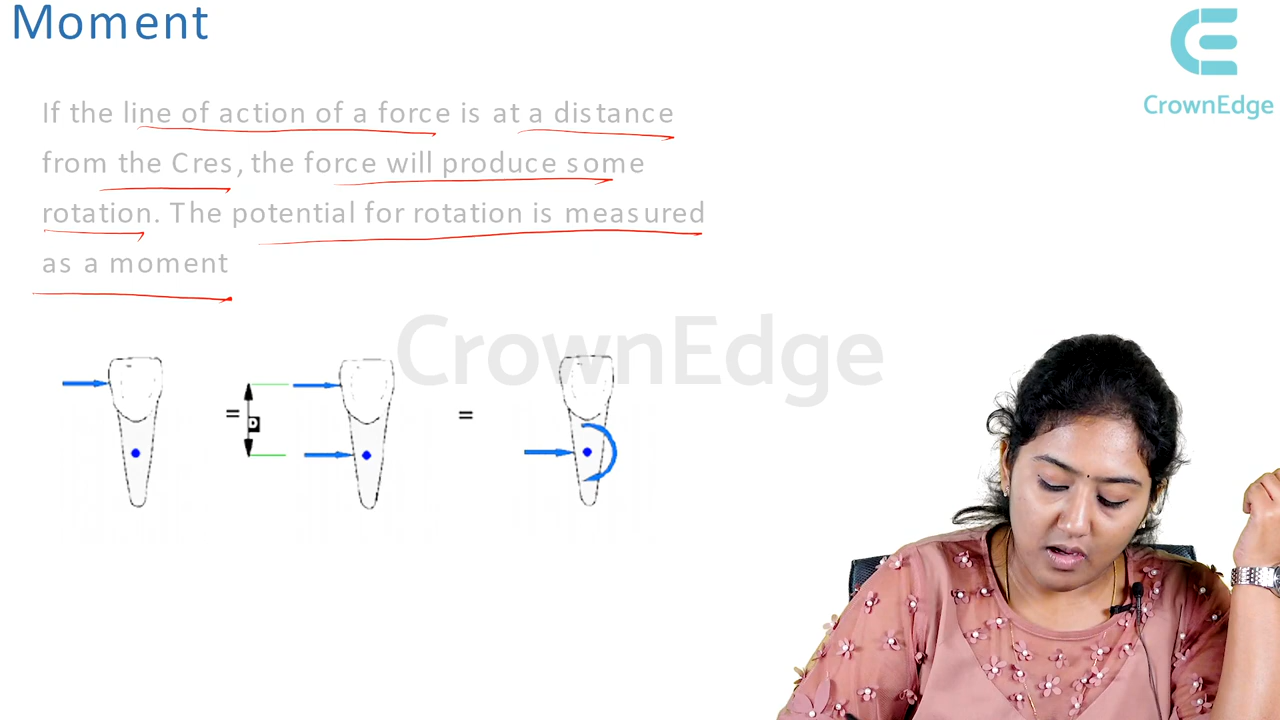 Moment
CrownEdge
If the line of action of a force is at a distance
from the Cres, the force will produce some
rotation. The potential for rotation is measured
as a moment
CrownEdge
=
D
=